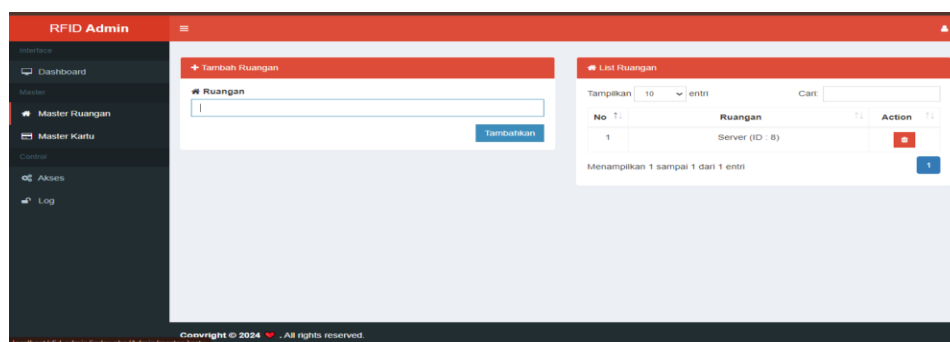 RFID Admin
Interface
Dashboard
Master
Master Ruangan
Master Kartu
Control
Akses
Log
Tambah Ruangan
Ruangan
Tambahkan
List Ruangan
Tampilkan 10 entri Cari:
No Ruangan Action
1 Server (ID : 8)
Menampilkan 1 sampai 1 dari 1 entri
1
Copyright © 2024 . All rights reserved.